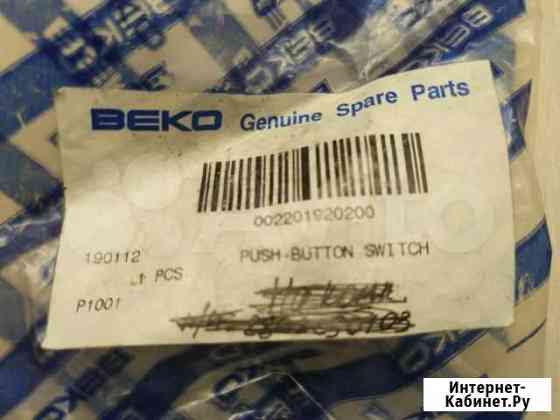 BEKO Genuine Spare Parts
002201920200
190112 PUSH-BUTTON SWITCH
1 PCS
P1001
Интернет-
Кабинет.Ру